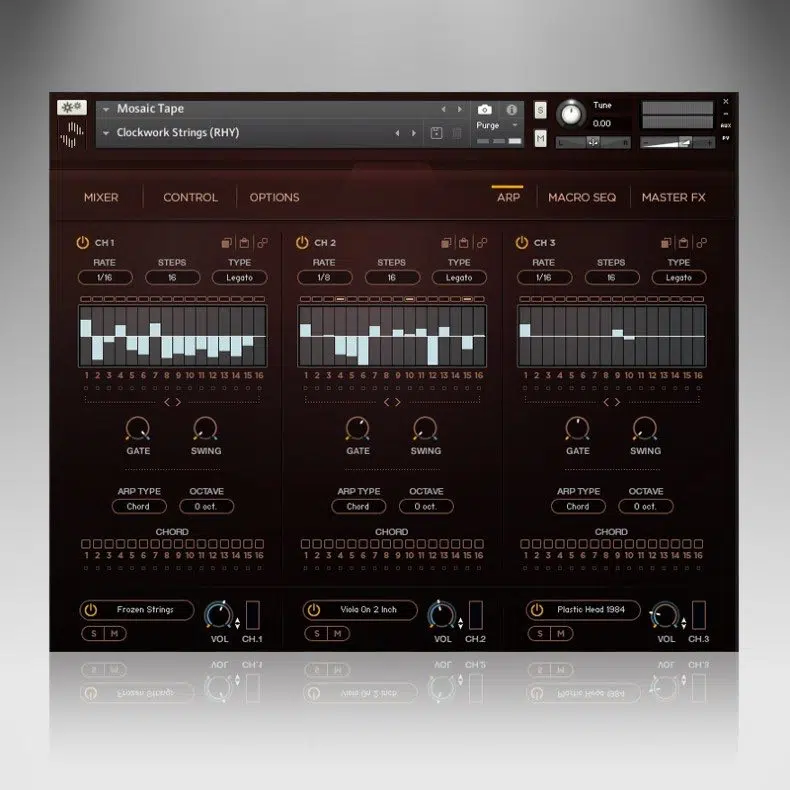 Mosaic Tape
Clockwork Strings (RHY)
Purge
S
M
Tune
0.00
L
R
AUX
PV
MIXER
CONTROL
OPTIONS
ARP
MACRO SEQ
MASTER FX
CH 1
CH 2
CH 3
RATE STEPS TYPE
1/16 16 Legato
RATE STEPS TYPE
1/8 16 Legato
RATE STEPS TYPE
1/16 16 Legato
1 2 3 4 5 6 7 8 9 10 11 12 13 14 15 16
1 2 3 4 5 6 7 8 9 10 11 12 13 14 15 16
1 2 3 4 5 6 7 8 9 10 11 12 13 14 15 16
GATE SWING
GATE SWING
GATE SWING
ARP TYPE OCTAVE
Chord 0 oct.
ARP TYPE OCTAVE
Chord 0 oct.
ARP TYPE OCTAVE
Chord 0 oct.
CHORD
1 2 3 4 5 6 7 8 9 10 11 12 13 14 15 16
CHORD
1 2 3 4 5 6 7 8 9 10 11 12 13 14 15 16
CHORD
1 2 3 4 5 6 7 8 9 10 11 12 13 14 15 16
Frozen Strings
S M
VOL CH.1
Viola On 2 Inch
S M
VOL CH.2
Plastic Head 1984
S M
VOL CH.3